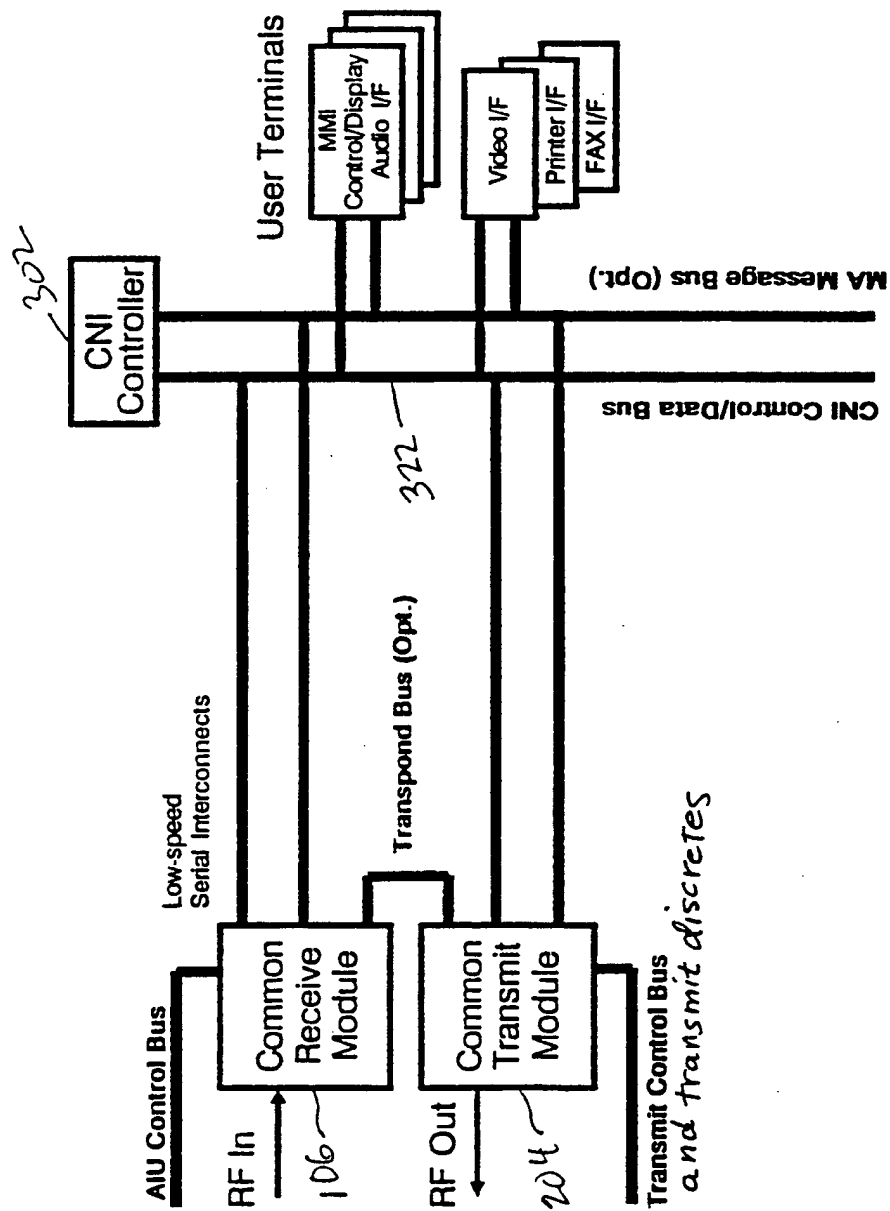 AIU Control Bus
RF In
106
Common
Receive
Module
Low-speed
Serial Interconnects
RF Out
204
Common
Transmit
Module
Transpond Bus (Opt.)
Transmit Control Bus
and transmit discretes
302
CNI
Controller
322
CNI Control/Data Bus
MA Message Bus (Opt.)
User Terminals
MMI
Control/Display
Audio I/F
Video I/F
Printer I/F
FAX I/F